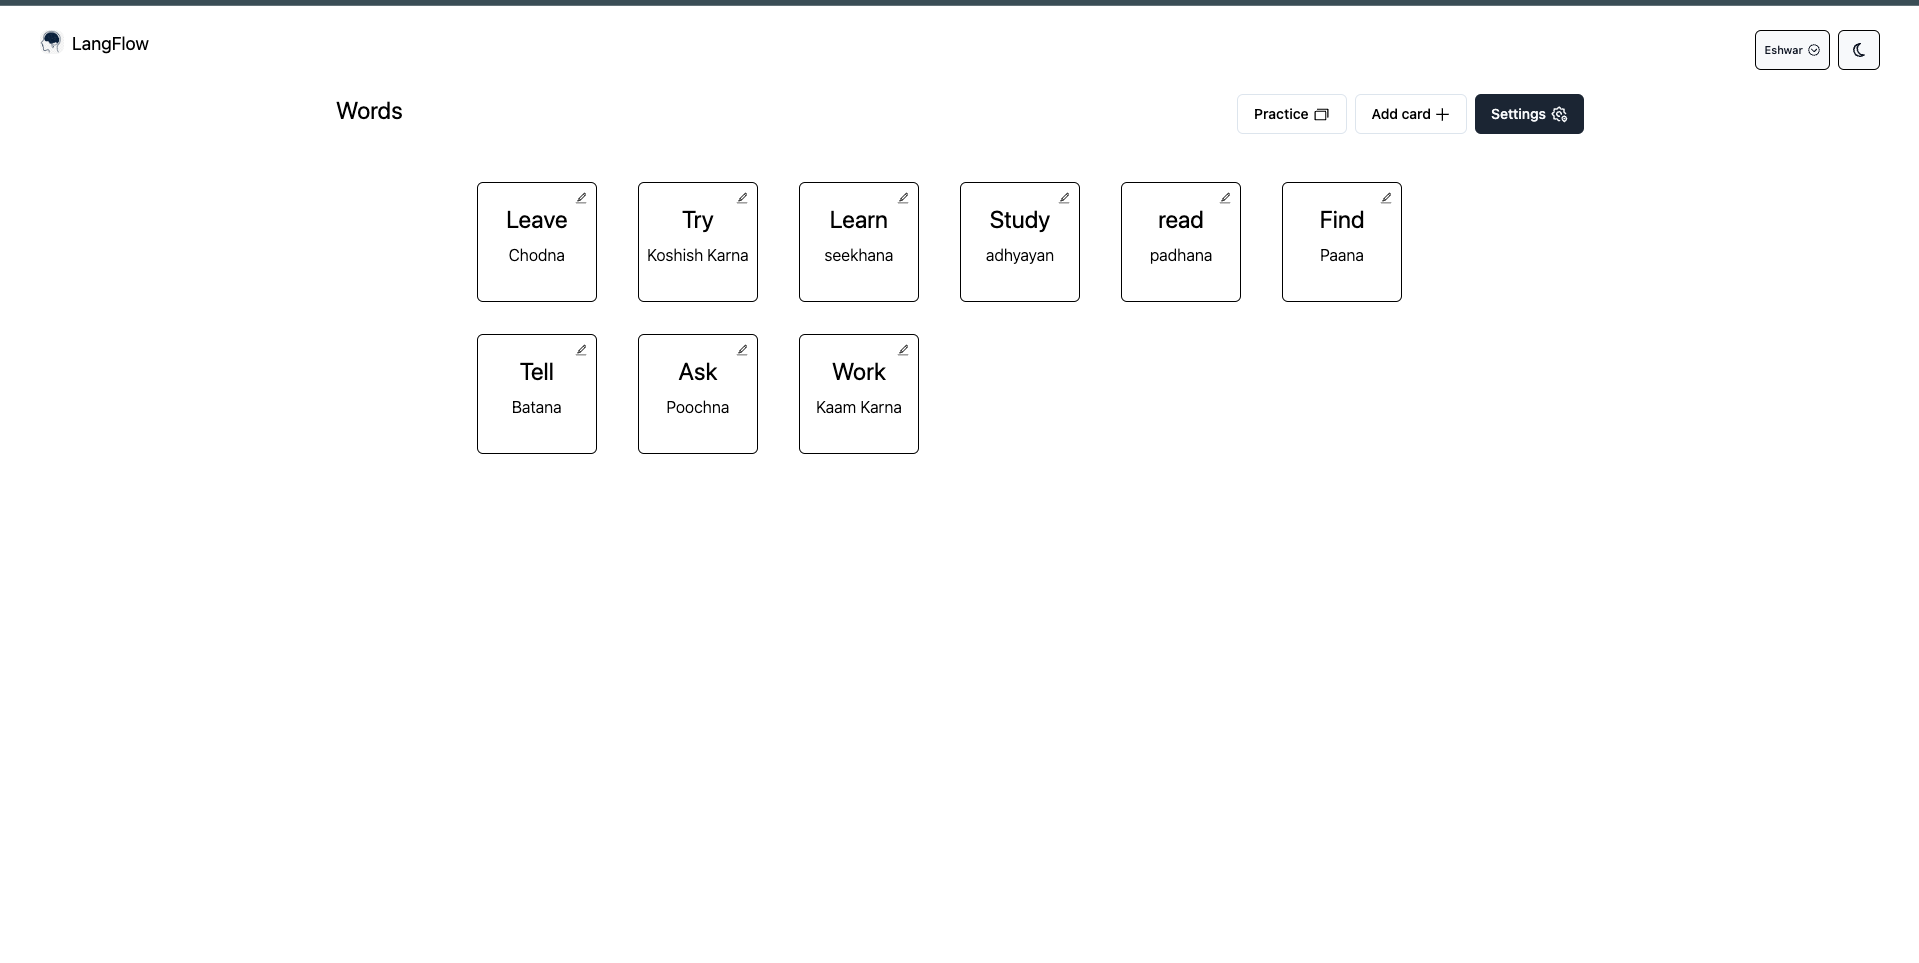 LangFlow
Eshwar
Words
Practice
Add card
Settings
Leave
Chodna
Try
Koshish Karna
Learn
seekhana
Study
adhyayan
read
padhana
Find
Paana
Tell
Batana
Ask
Poochna
Work
Kaam Karna